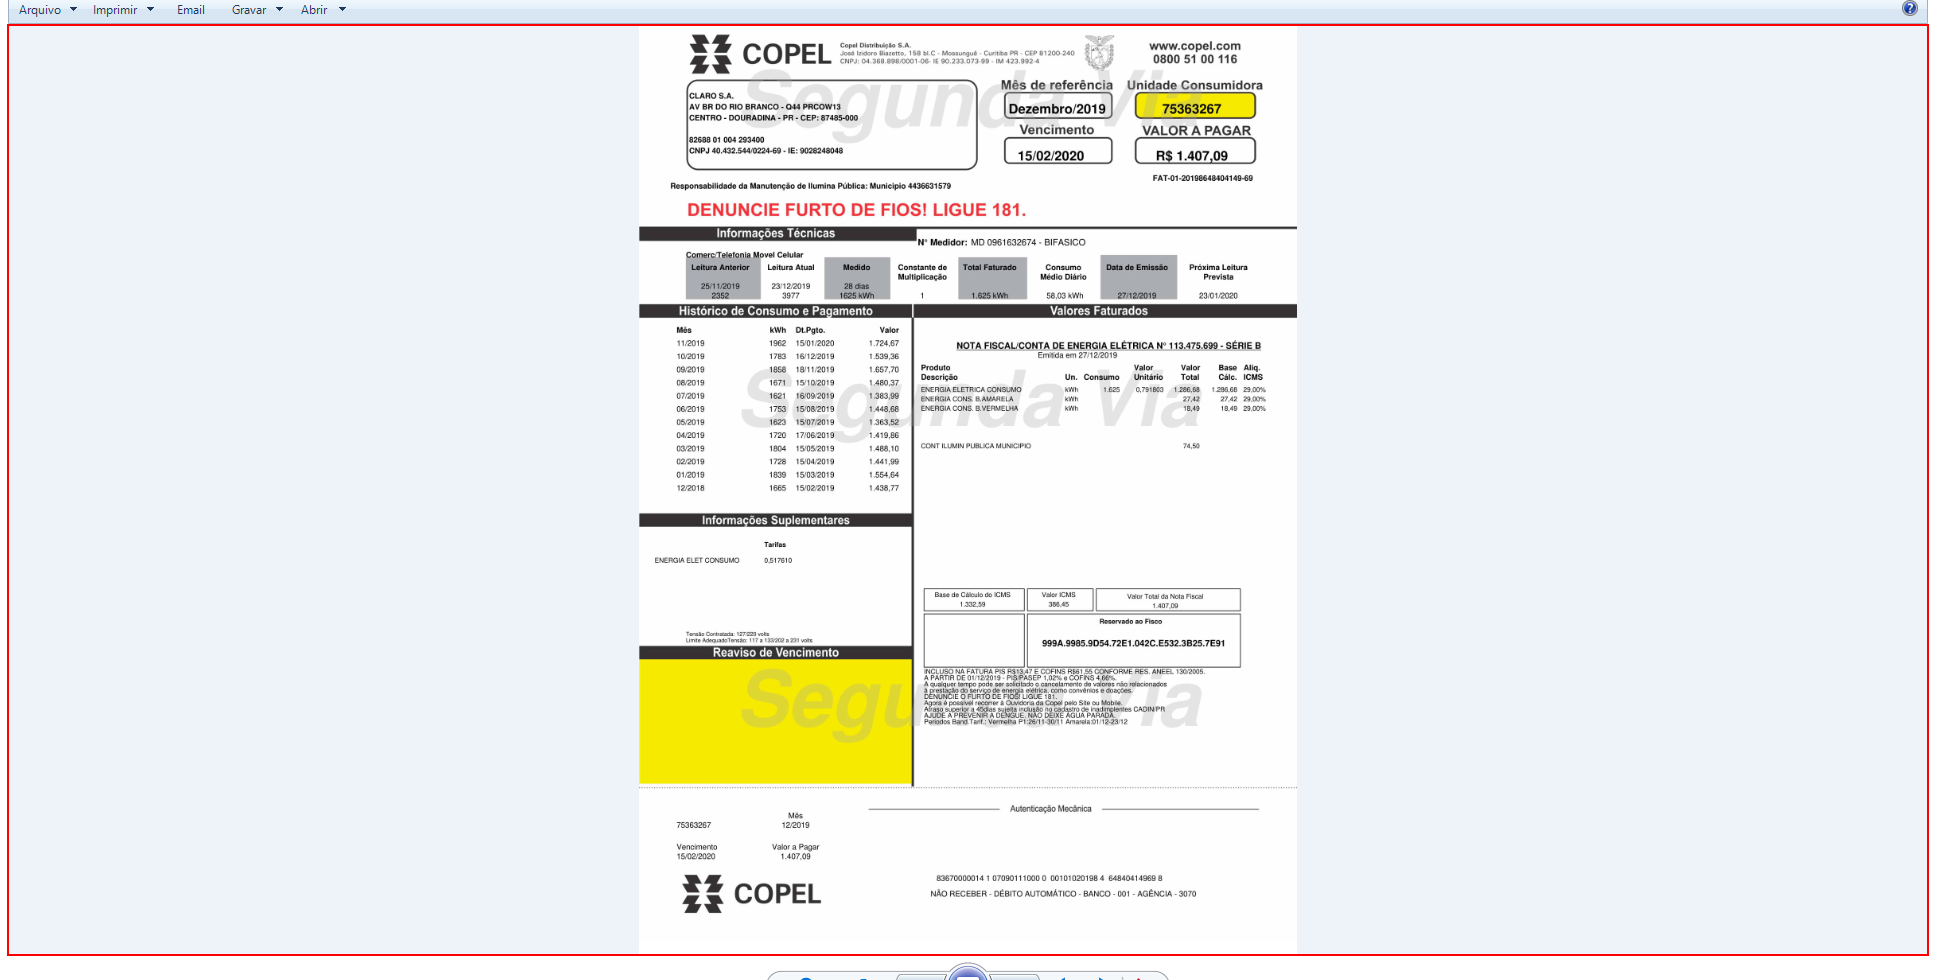 Arquivo Imprimir Email Gravar Abrir
COPEL
Copel Distribuição S.A.
José Izidoro Biazetto, 158 bl.C - Mossunguê - Curitiba PR - CEP 81200-240
CNPJ: 04.368.898/0001-06- IE 90.233.073-99 - IM 423.992-4
www.copel.com
0800 51 00 116
Segunda Via
CLARO S.A.
AV BR DO RIO BRANCO - Q44 PRCOW13
CENTRO - DOURADINA - PR - CEP: 87485-000
82688 01 004 293400
CNPJ 40.432.544/0224-69 - IE: 9028248048
Mês de referência Unidade Consumidora
Dezembro/2019 75363267
Vencimento VALOR A PAGAR
15/02/2020 R$ 1.407,09
FAT-01-20198648404149-69
Responsabilidade da Manutenção de Ilumina Pública: Municipio 4436631579
DENUNCIE FURTO DE FIOS! LIGUE 181.
Informações Técnicas
N° Medidor: MD 0961632674 - BIFASICO
Comerc/Telefonia Movel Celular
Leitura Anterior Leitura Atual Medido Constante de Total Faturado Consumo Data de Emissão Próxima Leitura
Multiplicação Médio Diário Prevista
25/11/2019 23/12/2019 28 dias
2352 3977 1625 kWh 1 1.625 kWh 58,03 kWh 27/12/2019 23/01/2020
Histórico de Consumo e Pagamento
Mês kWh Dt.Pgto. Valor
11/2019 1962 15/01/2020 1.724,67
10/2019 1783 16/12/2019 1.539,36
09/2019 1858 18/11/2019 1.657,70
08/2019 1671 15/10/2019 1.480,37
07/2019 1621 16/09/2019 1.383,99
06/2019 1753 15/08/2019 1.448,68
05/2019 1623 15/07/2019 1.363,52
04/2019 1720 17/06/2019 1.419,86
03/2019 1804 15/05/2019 1.488,10
02/2019 1728 15/04/2019 1.441,99
01/2019 1839 15/03/2019 1.554,64
12/2018 1665 15/02/2019 1.438,77
Valores Faturados
NOTA FISCAL/CONTA DE ENERGIA ELÉTRICA N° 113.475.699 - SÉRIE B
Emitida em 27/12/2019
Produto Valor Valor Base Aliq.
Descrição Un. Consumo Unitário Total Cálc. ICMS
ENERGIA ELETRICA CONSUMO kWh 1.625 0,791803 1.286,68 1.286,68 29,00%
ENERGIA CONS. B.AMARELA kWh 27,42 27,42 29,00%
ENERGIA CONS. B.VERMELHA kWh 18,49 18,49 29,00%
CONT ILUMIN PUBLICA MUNICIPIO 74,50
Segunda Via
Informações Suplementares
Tarifas
ENERGIA ELET CONSUMO 0,517610
Tensão Contratada: 127/220 volts
Limite AdequadoTensão: 117 a 133/202 a 231 volts
Base de Cálculo do ICMS Valor ICMS Valor Total da Nota Fiscal
1.332,59 386,45 1.407,09
Reservado ao Fisco
999A.9985.9D54.72E1.042C.E532.3B25.7E91
Reaviso de Vencimento
INCLUSO NA FATURA PIS R$13,47 E COFINS R$61,55 CONFORME RES. ANEEL 130/2005.
A PARTIR DE 01/12/2019 - PIS/PASEP 1,02% e COFINS 4,66%.
A qualquer tempo pode ser solicitado o cancelamento de valores não relacionados
à prestação do serviço de energia elétrica, como convênios e doações.
DENUNCIE O FURTO DE FIOS! LIGUE 181.
Agora é possível recorrer à Ouvidoria da Copel pelo Site ou Mobile.
Atraso superior a 45dias sujeita inclusão no cadastro de inadimplentes CADIN/PR
AJUDE A PREVENIR A DENGUE. NÃO DEIXE AGUA PARADA.
Períodos Band.Tarif.: Vermelha P1:26/11-30/11 Amarela:01/12-23/12
Segunda Via
Autenticação Mecânica
Mês
75363267 12/2019
Vencimento Valor a Pagar
15/02/2020 1.407,09
COPEL
83670000014 1 07090111000 0 00101020198 4 64840414969 8
NÃO RECEBER - DÉBITO AUTOMÁTICO - BANCO - 001 - AGÊNCIA - 3070